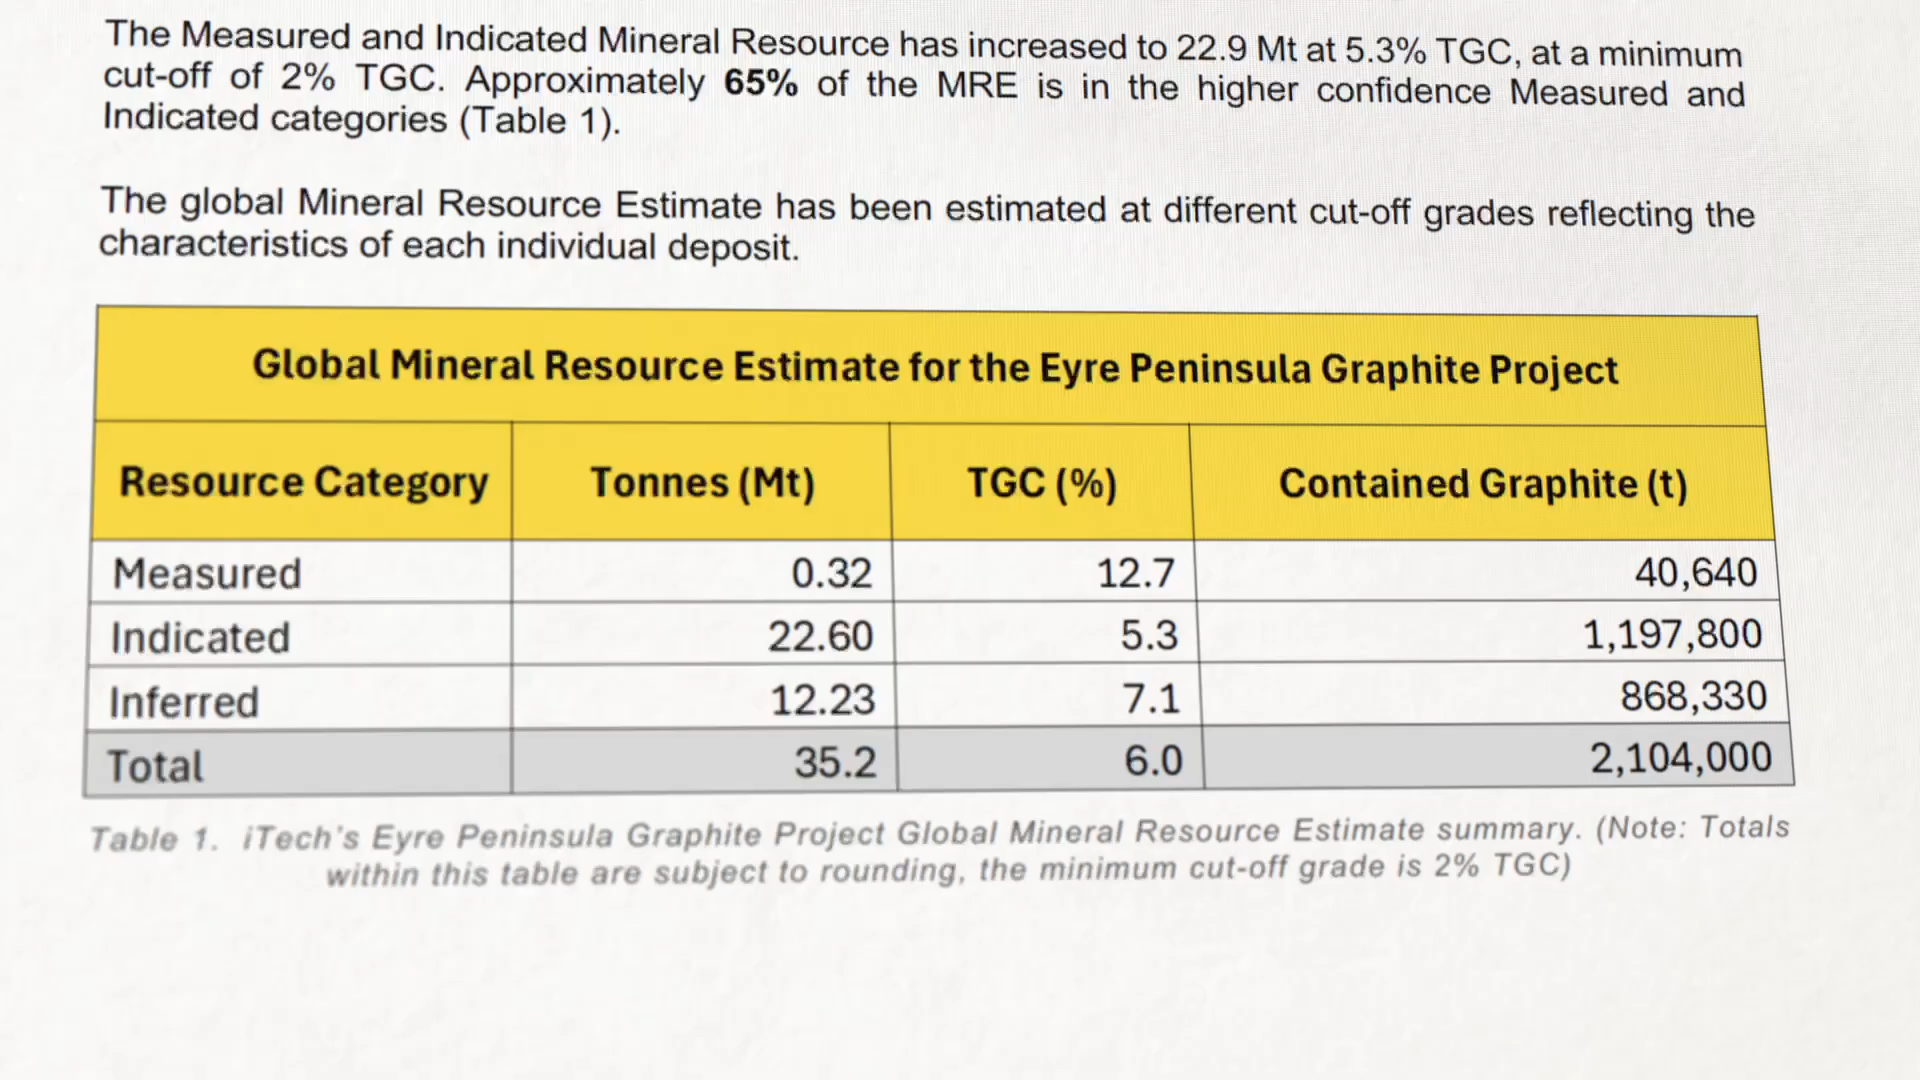 The Measured and Indicated Mineral Resource has increased to 22.9 Mt at 5.3% TGC, at a minimum
cut-off of 2% TGC. Approximately 65% of the MRE is in the higher confidence Measured and
Indicated categories (Table 1).
The global Mineral Resource Estimate has been estimated at different cut-off grades reflecting the
characteristics of each individual deposit.
Global Mineral Resource Estimate for the Eyre Peninsula Graphite Project
Resource Category Tonnes (Mt) TGC (%) Contained Graphite (t)
Measured 0.32 12.7 40,640
Indicated 22.60 5.3 1,197,800
Inferred 12.23 7.1 868,330
Total 35.2 6.0 2,104,000
Table 1. iTech's Eyre Peninsula Graphite Project Global Mineral Resource Estimate summary. (Note: Totals
within this table are subject to rounding, the minimum cut-off grade is 2% TGC)